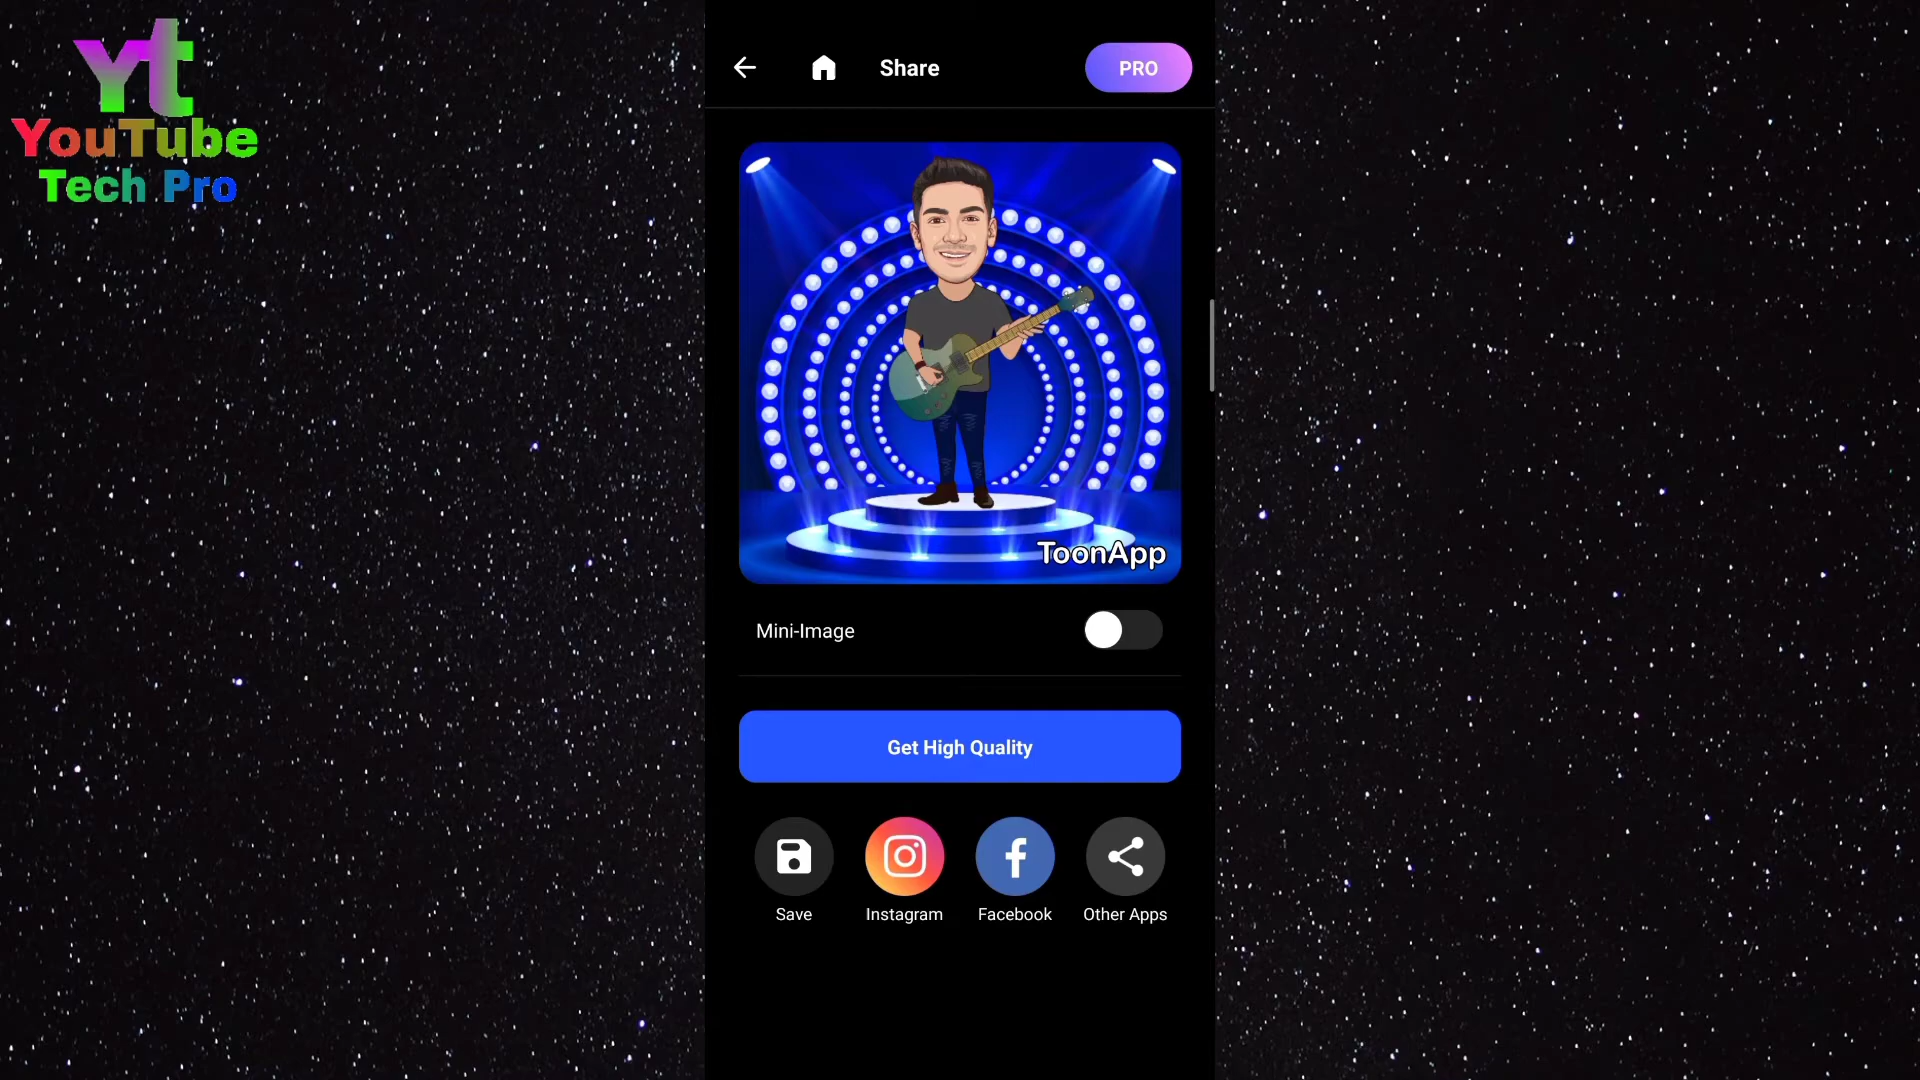 Yt
YouTube
Tech Pro
Share
PRO
ToonApp
Mini-Image
Get High Quality
Save
Instagram
Facebook
Other Apps